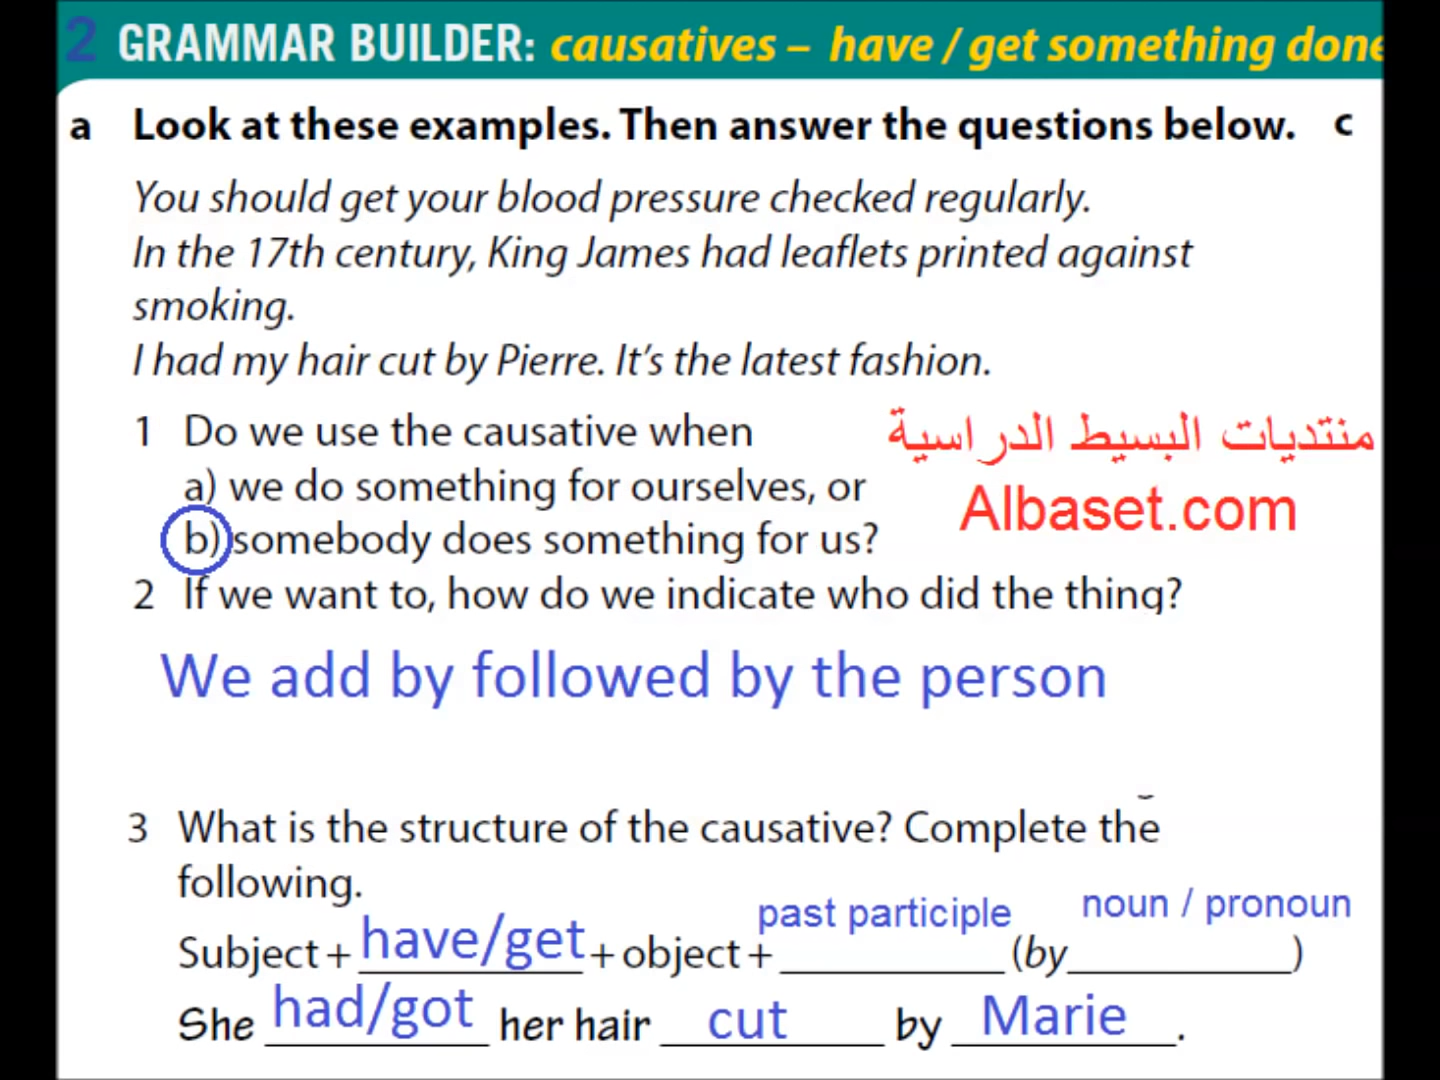 2 GRAMMAR BUILDER: causatives – have / get something done
a Look at these examples. Then answer the questions below. c
You should get your blood pressure checked regularly.
In the 17th century, King James had leaflets printed against
smoking.
I had my hair cut by Pierre. It's the latest fashion.
1 Do we use the causative when
منتديات البسيط الدراسية
a) we do something for ourselves, or
Albaset.com
b) somebody does something for us?
2 If we want to, how do we indicate who did the thing?
We add by followed by the person
3 What is the structure of the causative? Complete the
following.
past participle noun / pronoun
Subject + have/get + object + __________ (by__________)
She had/got her hair cut by Marie.